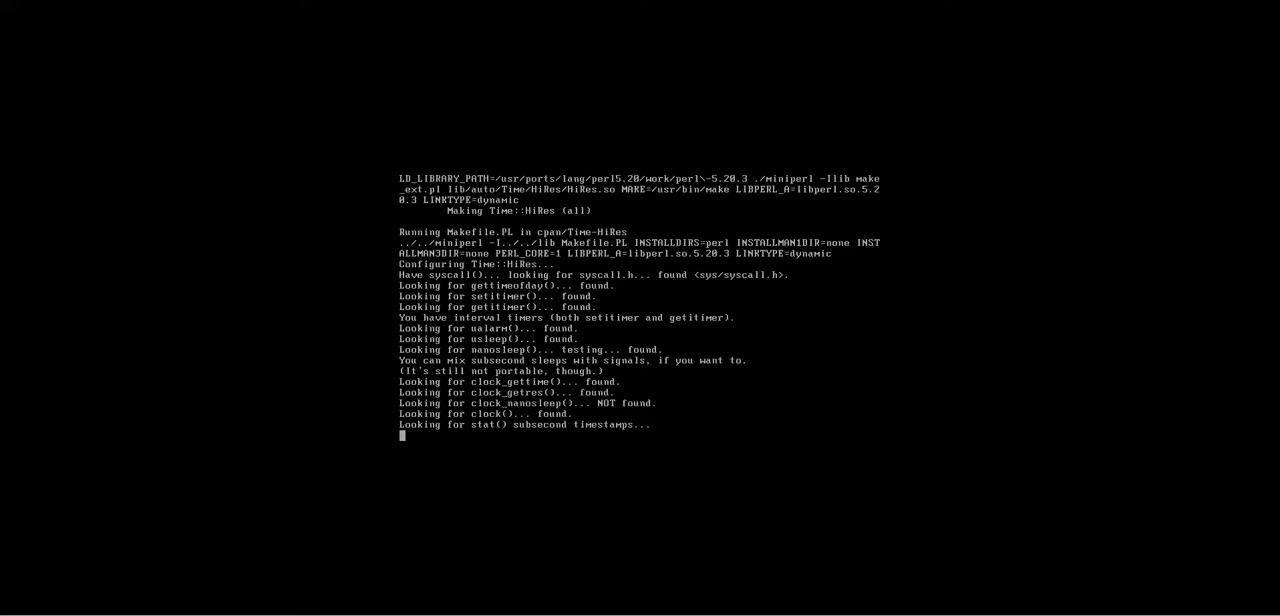 LD_LIBRARY_PATH=/usr/ports/lang/perl5.20/work/perl\-5.20.3 ./miniperl -Ilib make
_ext.pl lib/auto/Time/HiRes/HiRes.so MAKE=/usr/bin/make LIBPERL_A=libperl.so.5.2
0.3 LINKTYPE=dynamic
Making Time::HiRes (all)
Running Makefile.PL in cpan/Time-HiRes
../../miniperl -I../../lib Makefile.PL INSTALLDIRS=perl INSTALLMAN1DIR=none INST
ALLMAN3DIR=none PERL_CORE=1 LIBPERL_A=libperl.so.5.20.3 LINKTYPE=dynamic
Configuring Time::HiRes...
Have syscall()... looking for syscall.h... found <sys/syscall.h>.
Looking for gettimeofday()... found.
Looking for setitimer()... found.
Looking for getitimer()... found.
You have interval timers (both setitimer and getitimer).
Looking for ualarm()... found.
Looking for usleep()... found.
Looking for nanosleep()... testing... found.
You can mix subsecond sleeps with signals, if you want to.
(It's still not portable, though.)
Looking for clock_gettime()... found.
Looking for clock_getres()... found.
Looking for clock_nanosleep()... NOT found.
Looking for clock()... found.
Looking for stat() subsecond timestamps...